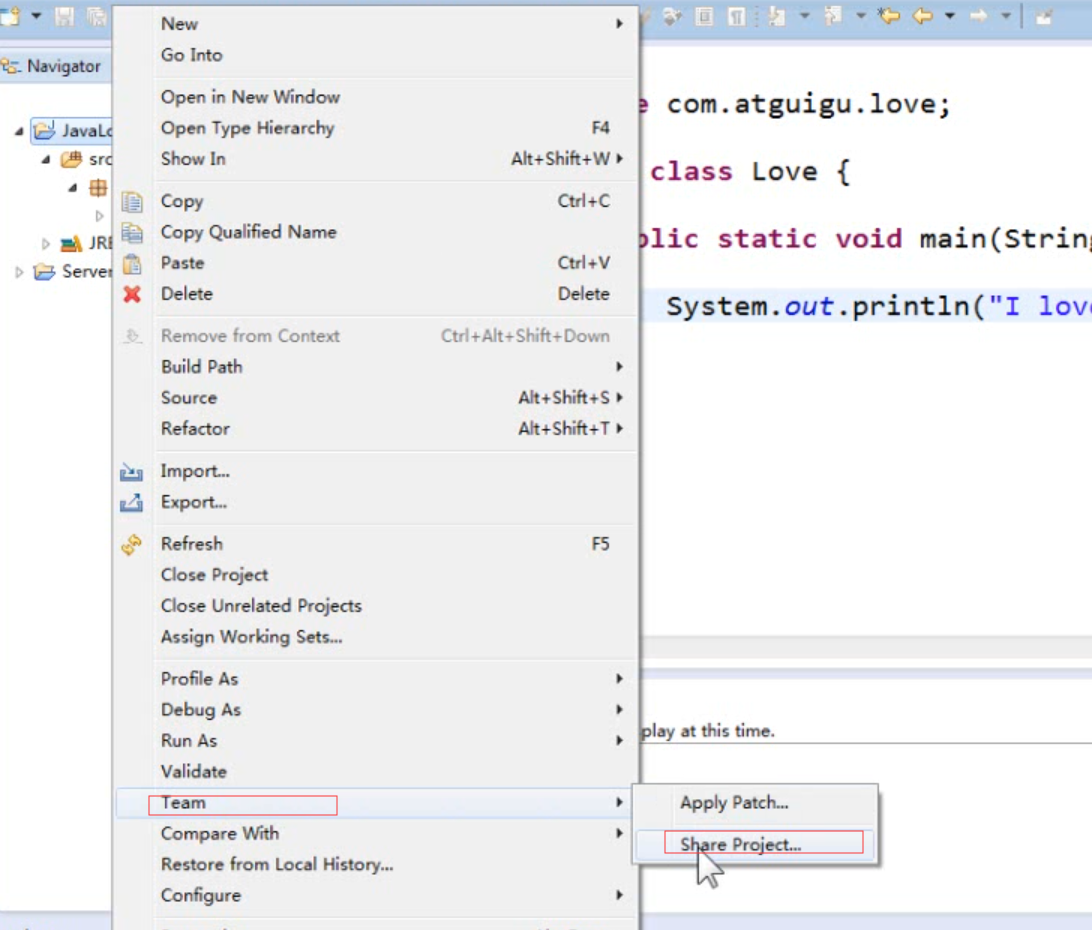 New
Go Into
Navigator
Open in New Window
Open Type Hierarchy F4
Show In Alt+Shift+W
Copy Ctrl+C
Copy Qualified Name
Paste Ctrl+V
Delete Delete
Remove from Context Ctrl+Alt+Shift+Down
Build Path
Source Alt+Shift+S
Refactor Alt+Shift+T
Import...
Export...
Refresh F5
Close Project
Close Unrelated Projects
Assign Working Sets...
Profile As
Debug As
Run As
Validate
Team
Compare With
Restore from Local History...
Configure
Apply Patch...
Share Project...
JavaLo
src
JRE
Server
e com.atguigu.love;
class Love {
blic static void main(String
System.out.println("I love
play at this time.